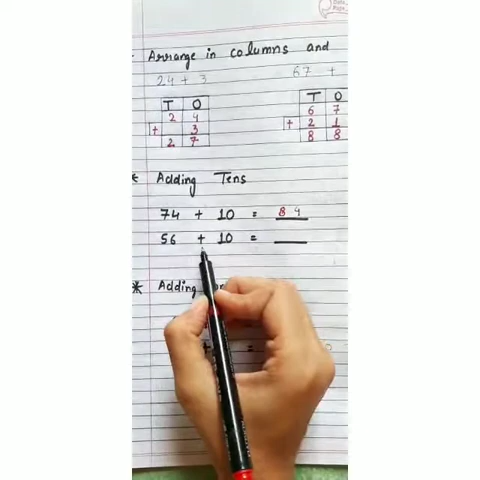 Arrange in columns and
24 + 3 67 +
T O T O
2 4 6 7
+ 3 + 2 1
2 7 8 8
* Adding Tens
74 + 10 = 84
56 + 10 = ___
* Adding
=